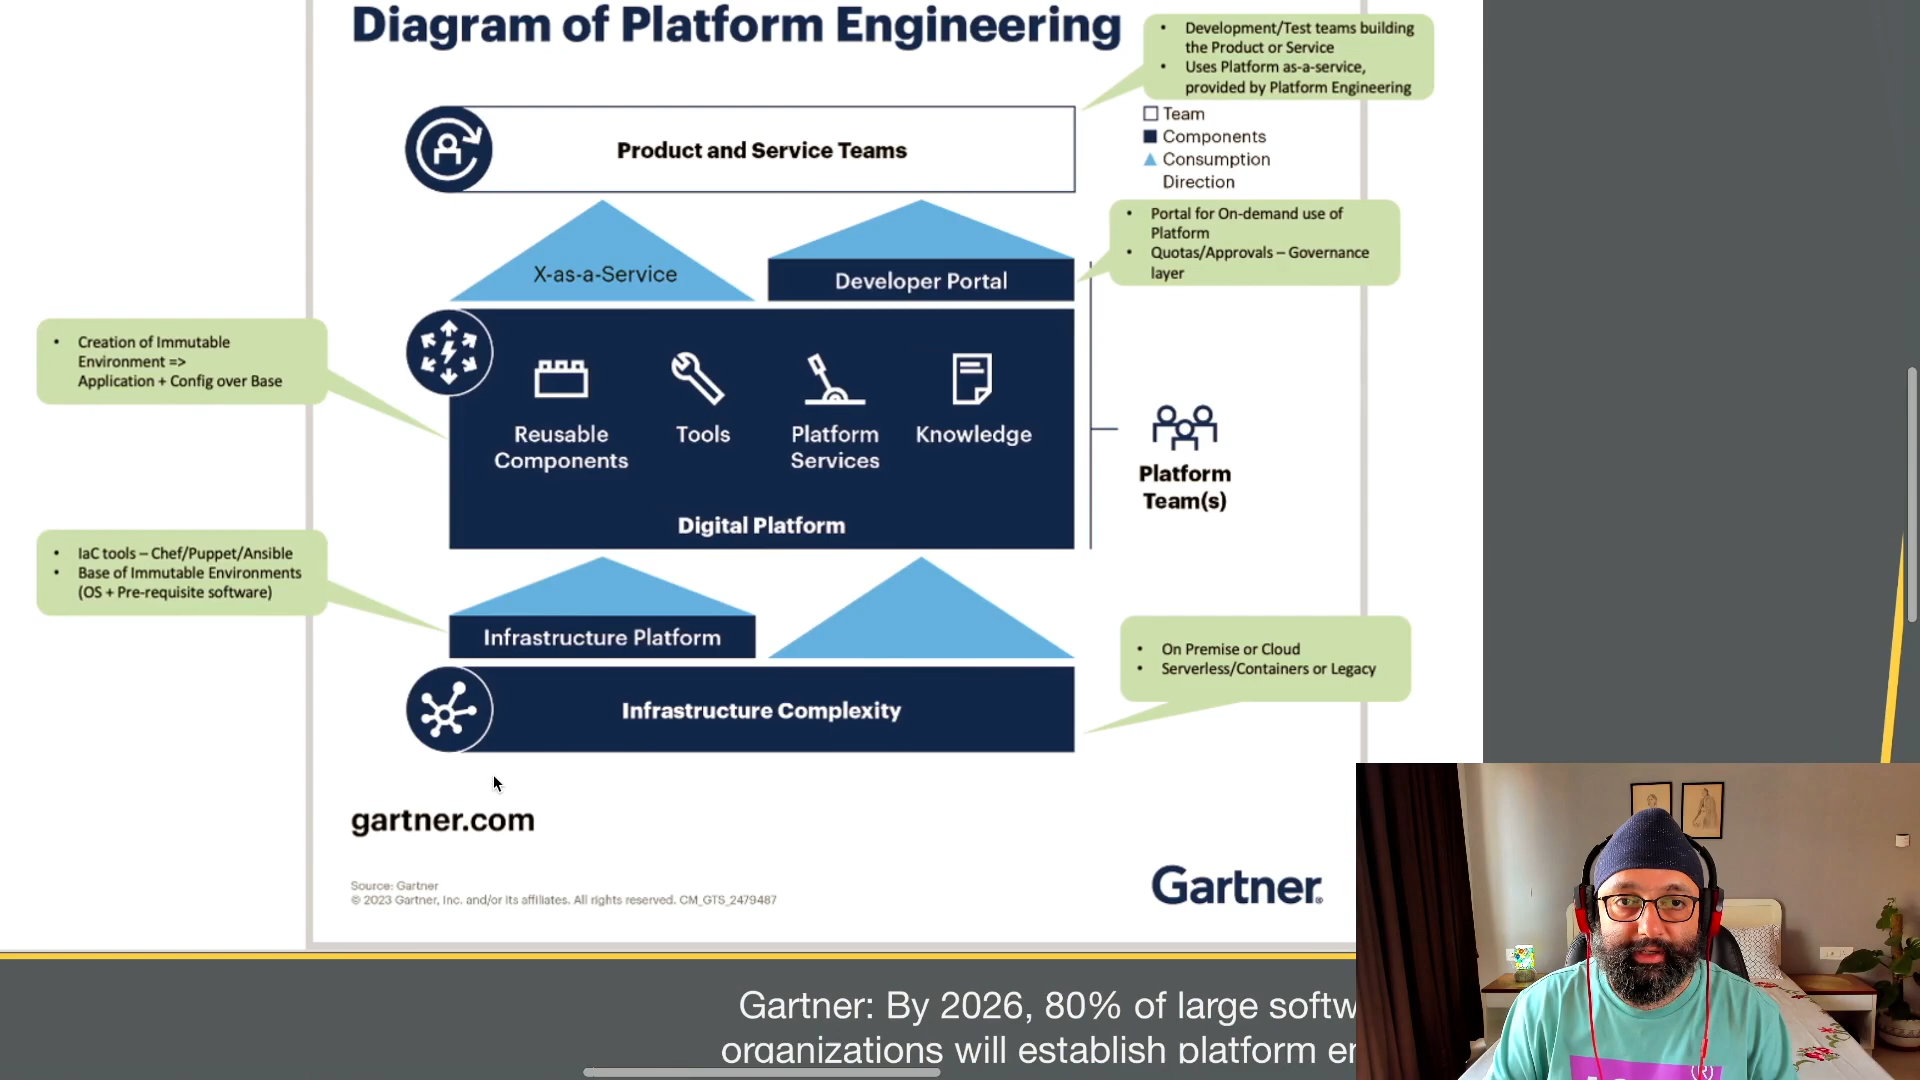 Diagram of Platform Engineering
• Development/Test teams building
the Product or Service
• Uses Platform as-a-service,
provided by Platform Engineering
Product and Service Teams
Team
Components
Consumption
Direction
X-as-a-Service
Developer Portal
• Portal for On-demand use of
Platform
• Quotas/Approvals – Governance
layer
• Creation of Immutable
Environment =>
Application + Config over Base
Reusable
Components
Tools
Platform
Services
Knowledge
Digital Platform
Platform
Team(s)
• IaC tools – Chef/Puppet/Ansible
• Base of Immutable Environments
(OS + Pre-requisite software)
Infrastructure Platform
• On Premise or Cloud
• Serverless/Containers or Legacy
Infrastructure Complexity
gartner.com
Source: Gartner
© 2023 Gartner, Inc. and/or its affiliates. All rights reserved. CM_GTS_2479487
Gartner®
Gartner: By 2026, 80% of large softw
organizations will establish platform